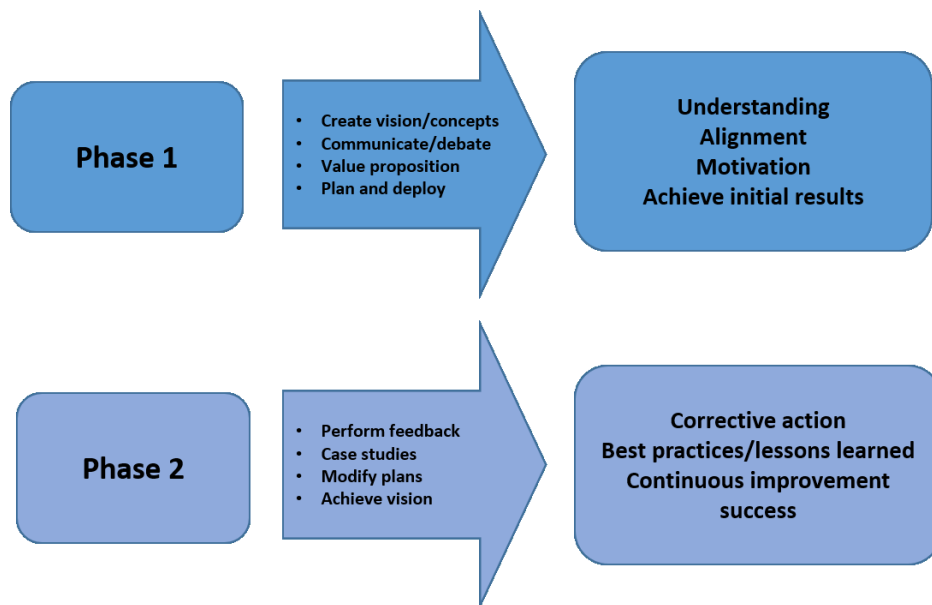 Phase 1
• Create vision/concepts
• Communicate/debate
• Value proposition
• Plan and deploy
Understanding
Alignment
Motivation
Achieve initial results
Phase 2
• Perform feedback
• Case studies
• Modify plans
• Achieve vision
Corrective action
Best practices/lessons learned
Continuous improvement
success